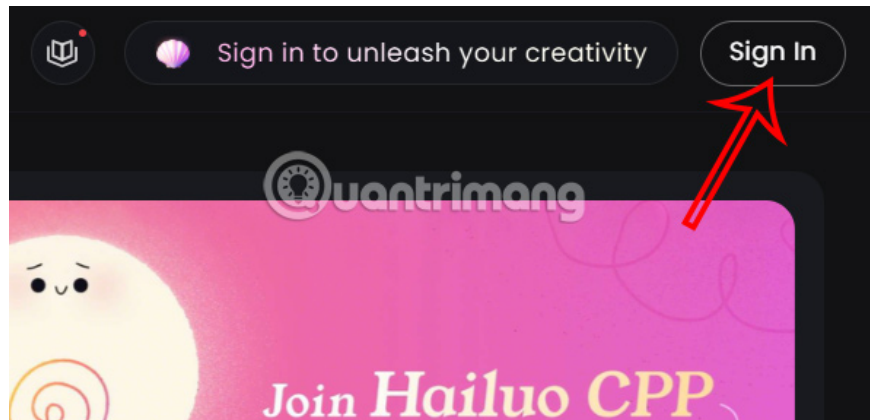 Sign in to unleash your creativity
Sign In
Quantrimang
Join Hailuo CPP